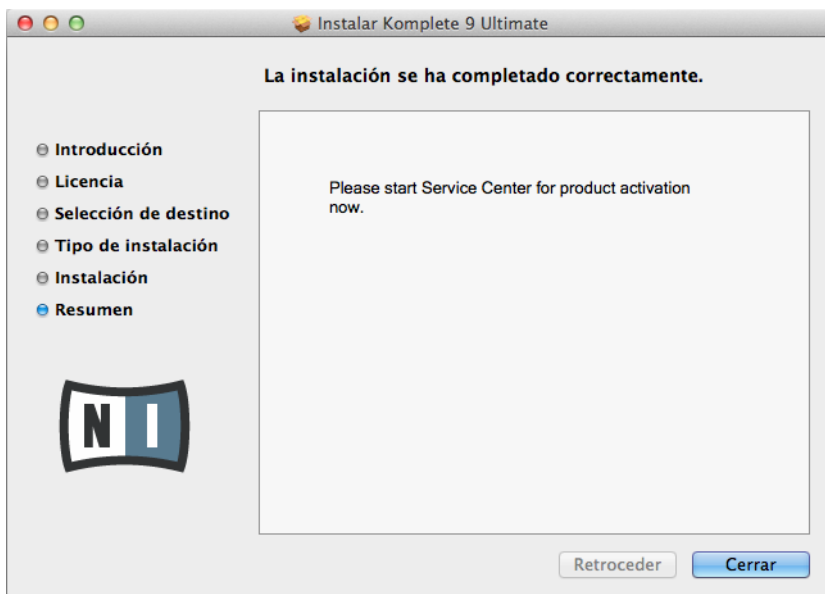 Instalar Komplete 9 Ultimate
La instalación se ha completado correctamente.
Introducción
Licencia
Selección de destino
Tipo de instalación
Instalación
Resumen
Please start Service Center for product activation
now.
NI
Retroceder
Cerrar